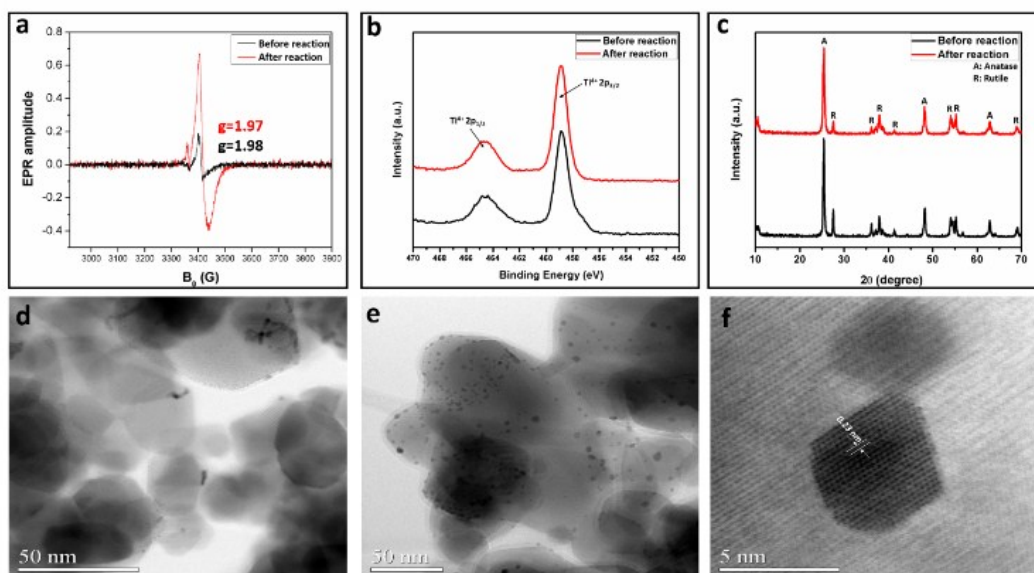 a
0.8
0.6
0.4
0.2
0.0
-0.2
-0.4
EPR amplitude
Before reaction
After reaction
g=1.97
g=1.98
2900 3000 3100 3200 3300 3400 3500 3600 3700 3800 3900
B0 (G)
b
Before reaction
After reaction
Ti4+ 2p3/2
Ti4+ 2p1/2
Intensity (a.u.)
470 468 466 464 462 460 458 456 454 452 450
Binding Energy (eV)
c
Before reaction
After reaction
A: Anatase
R: Rutile
A
R R R A R R A R
Intensity (a.u.)
10 20 30 40 50 60 70
2θ (degree)
d
50 nm
e
50 nm
f
0.23 nm
5 nm